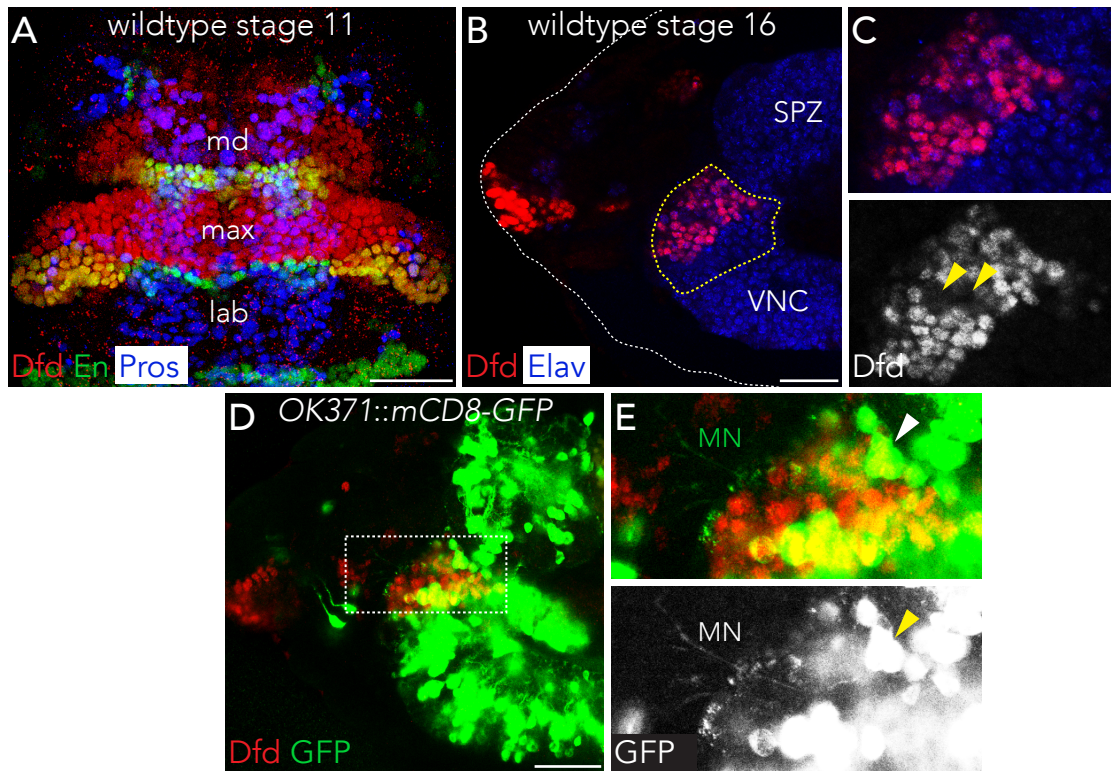 A wildtype stage 11
md
max
lab
Dfd En Pros
B wildtype stage 16
SPZ
VNC
Dfd Elav
C
Dfd
D OK371::mCD8-GFP
Dfd GFP
E
MN
MN
GFP